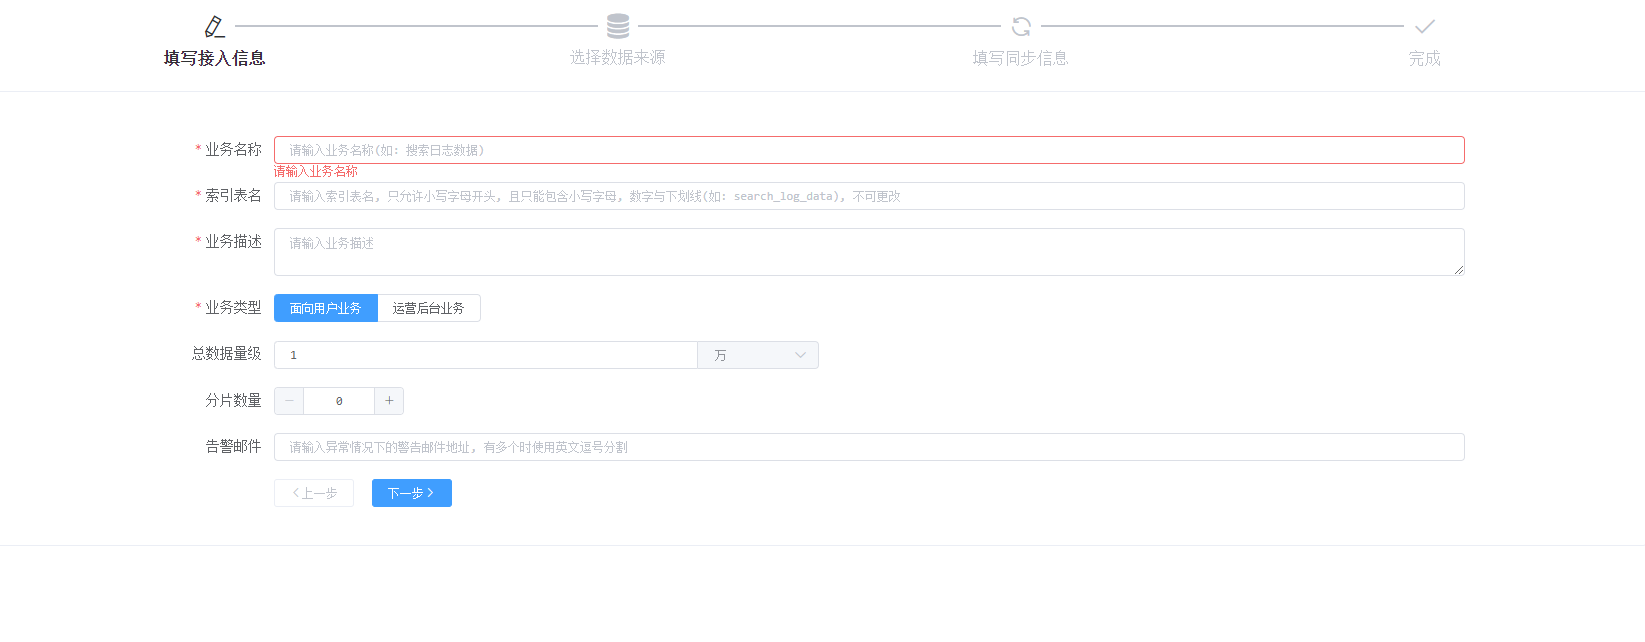 填写接入信息
选择数据来源
填写同步信息
完成
* 业务名称
请输入业务名称(如: 搜索日志数据)
请输入业务名称
* 索引表名
请输入索引表名, 只允许小写字母开头, 且只能包含小写字母, 数字与下划线(如: search_log_data), 不可更改
* 业务描述
请输入业务描述
* 业务类型
面向用户业务
运营后台业务
总数据量级
1
万
分片数量
0
告警邮件
请输入异常情况下的警告邮件地址, 有多个时使用英文逗号分割
上一步
下一步